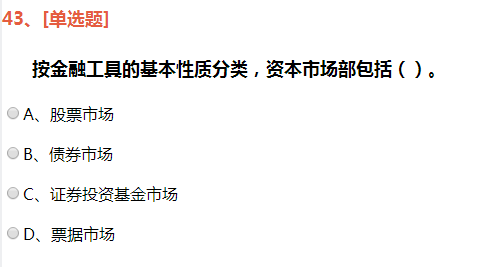 43、[单选题]
按金融工具的基本性质分类，资本市场部包括（ ）。
A、股票市场
B、债券市场
C、证券投资基金市场
D、票据市场